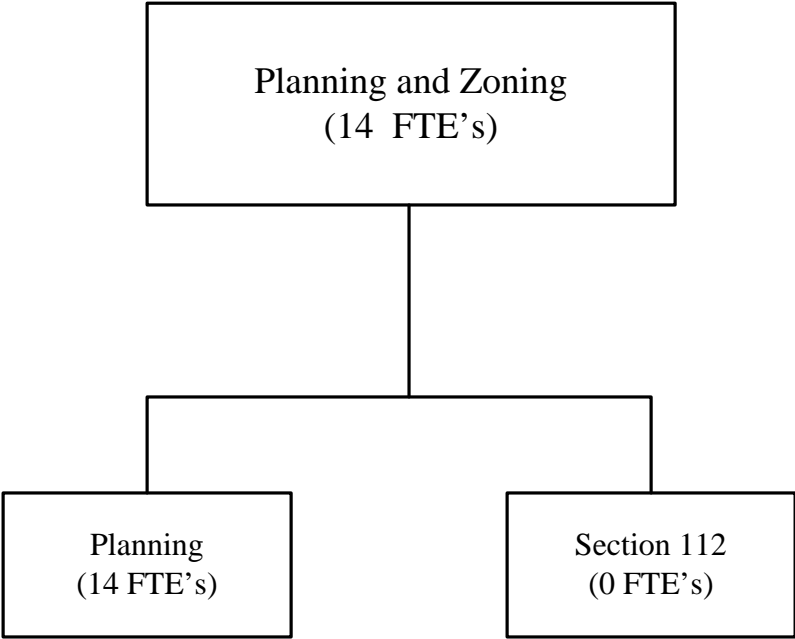 Planning and Zoning
(14 FTE’s)
Planning
(14 FTE’s)
Section 112
(0 FTE’s)